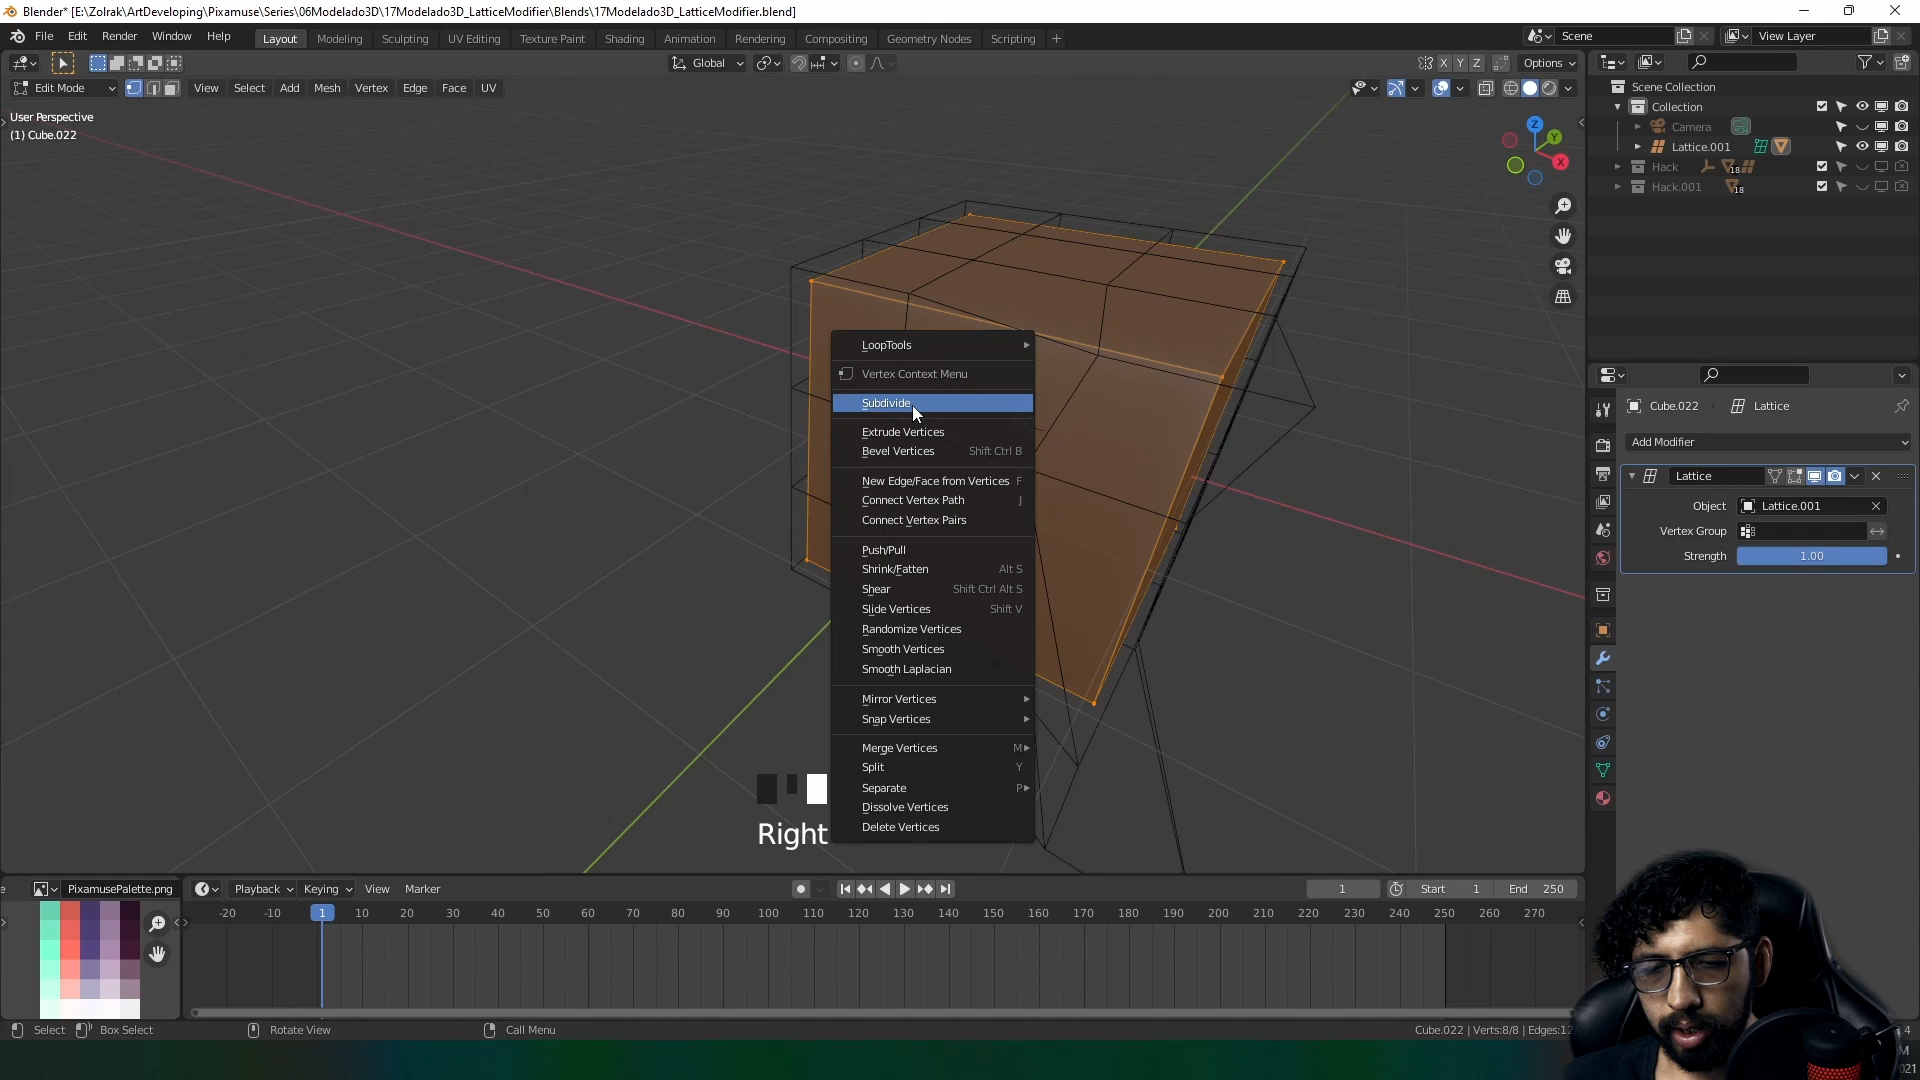 Blender* [E:\Zolrak\ArtDeveloping\Pixamuse\Series\06Modelado3D\17Modelado3D_LatticeModifier\Blends\17Modelado3D_LatticeModifier.blend]
File Edit Render Window Help Layout Modeling Sculpting UV Editing Texture Paint Shading Animation Rendering Compositing Geometry Nodes Scripting + Scene View Layer
Global X Y Z Options
Edit Mode View Select Add Mesh Vertex Edge Face UV
User Perspective
(1) Cube.022
Z
Y
X
Scene Collection
Collection
Camera
Lattice.001
Hack 18
Hack.001 18
LoopTools
Vertex Context Menu
Subdivide
Extrude Vertices
Bevel Vertices Shift Ctrl B
New Edge/Face from Vertices F
Connect Vertex Path J
Connect Vertex Pairs
Push/Pull
Shrink/Fatten Alt S
Shear Shift Ctrl Alt S
Slide Vertices Shift V
Randomize Vertices
Smooth Vertices
Smooth Laplacian
Mirror Vertices
Snap Vertices
Merge Vertices M
Split Y
Separate P
Dissolve Vertices
Delete Vertices
Right
Cube.022 Lattice
Add Modifier
Lattice
Object Lattice.001
Vertex Group
Strength 1.00
PixamusePalette.png Playback Keying View Marker 1 Start 1 End 250
-20 -10 1 10 20 30 40 50 60 70 80 90 100 110 120 130 140 150 160 170 180 190 200 210 220 230 240 250 260 270
Select Box Select Rotate View Call Menu Cube.022 | Verts:8/8 | Edges:12